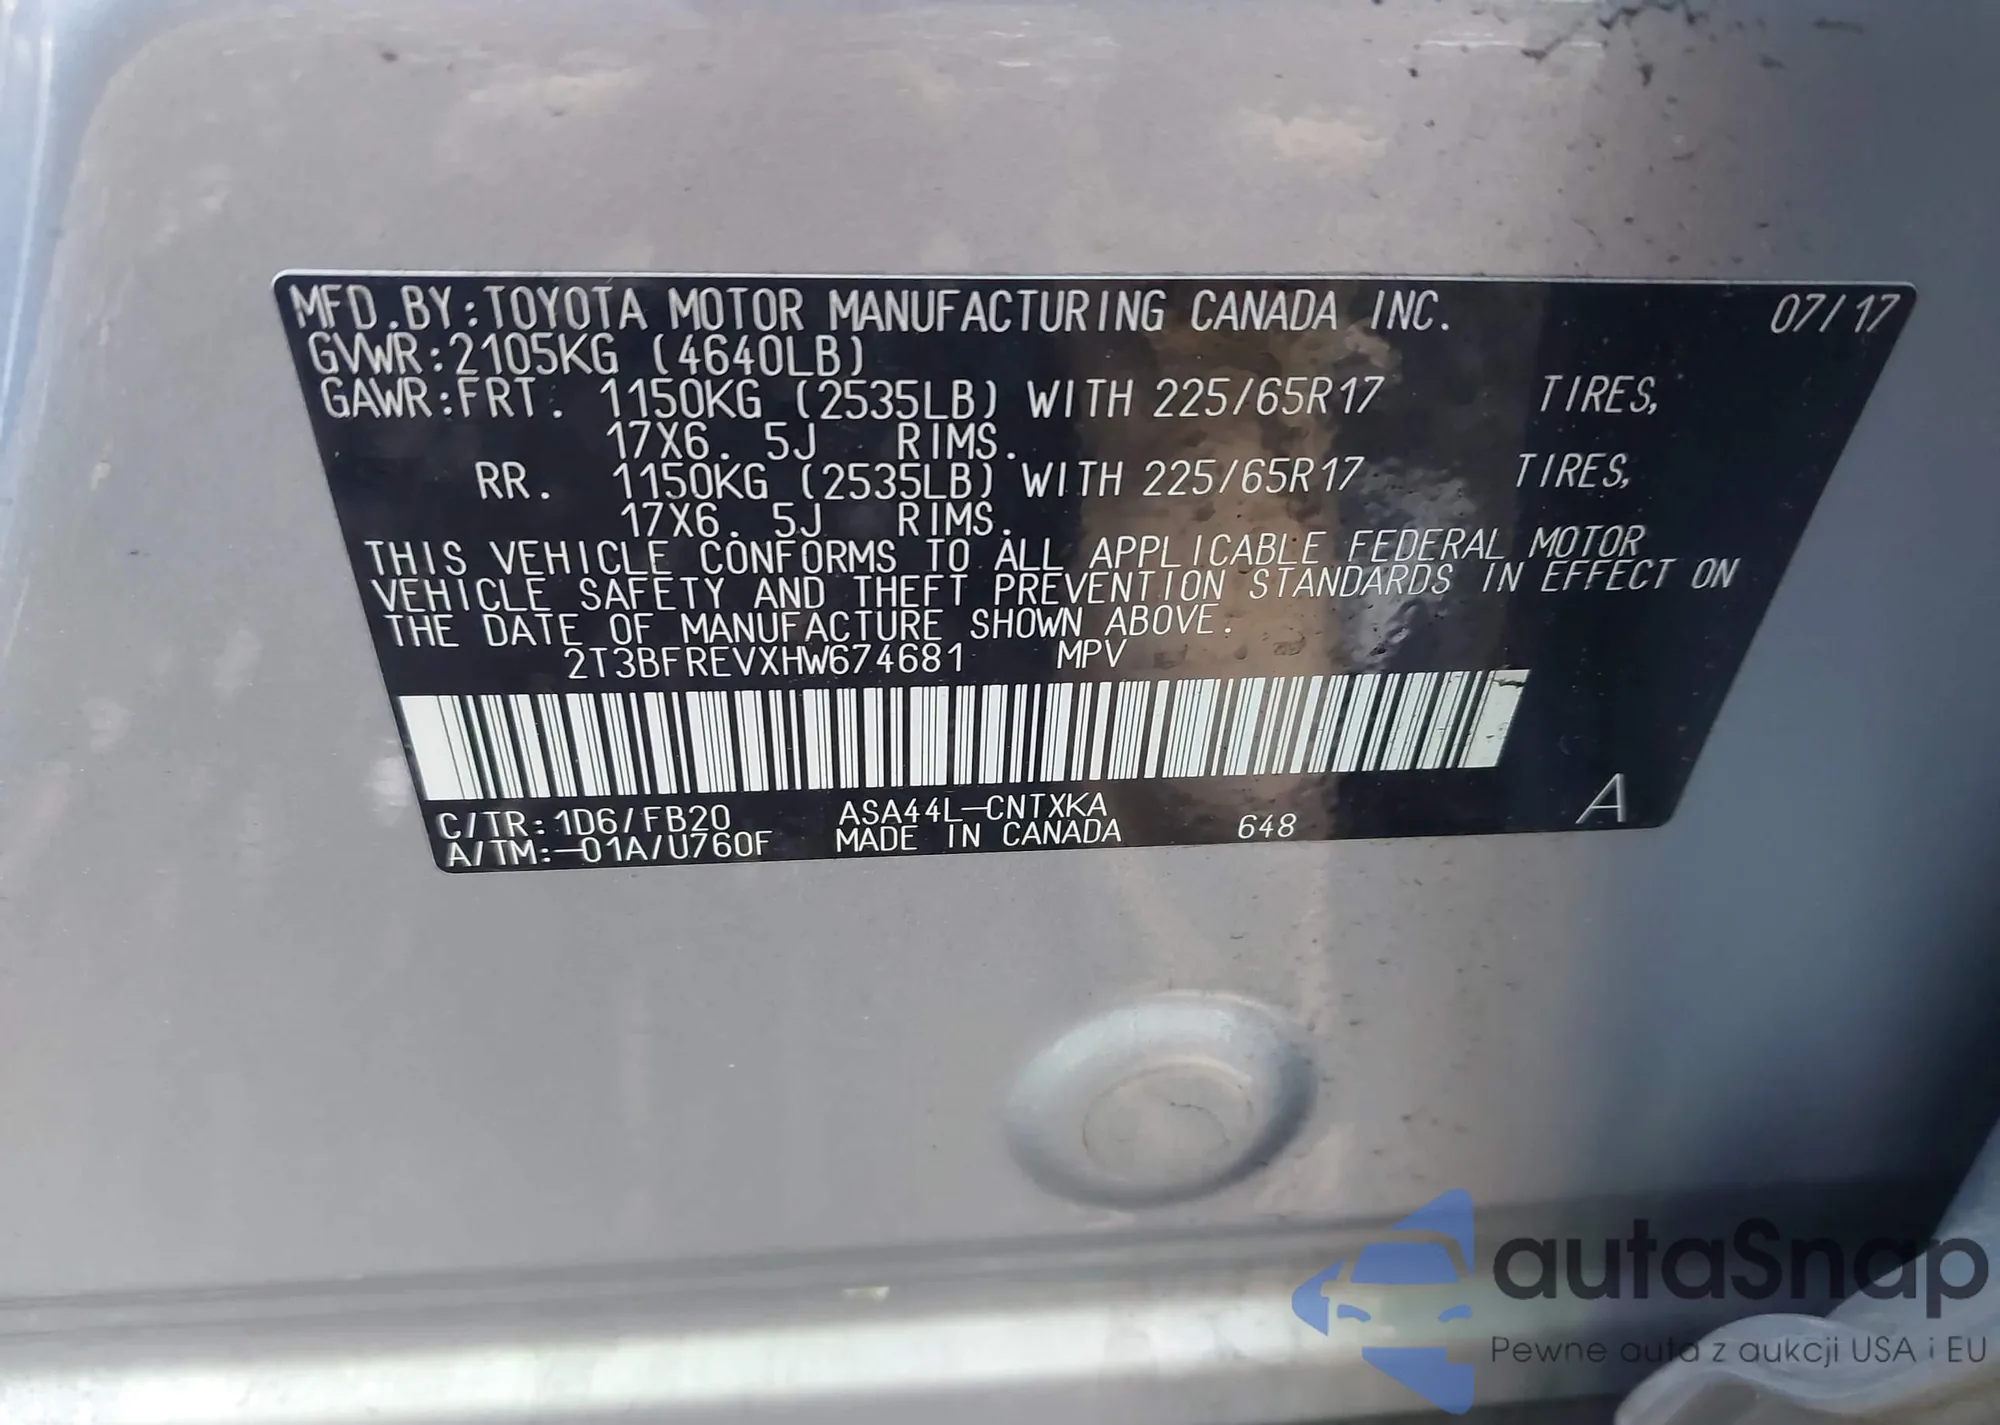 MFD.BY:TOYOTA MOTOR MANUFACTURING CANADA INC. 07/17
GVWR:2105KG (4640LB)
GAWR:FRT. 1150KG (2535LB) WITH 225/65R17 TIRES,
17X6. 5J RIMS.
RR. 1150KG (2535LB) WITH 225/65R17 TIRES,
17X6. 5J RIMS.
THIS VEHICLE CONFORMS TO ALL APPLICABLE FEDERAL MOTOR
VEHICLE SAFETY AND THEFT PREVENTION STANDARDS IN EFFECT ON
THE DATE OF MANUFACTURE SHOWN ABOVE.
2T3BFREVXHW674681 MPV
C/TR:1D6/FB20 ASA44L-CNTXKA
A/TM:-01A/U760F MADE IN CANADA 648 A
autaSnap
Pewne auta z aukcji USA i EU